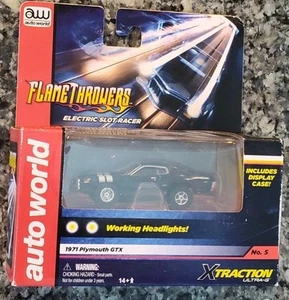 aw
auto world
FLAMETHROWERS
ELECTRIC SLOT RACER
auto world
INCLUDES
DISPLAY
CASE!
Working Headlights!
1971 Plymouth GTX
No. 5
WARNING:
CHOKING HAZARD - Small parts.
Not for children under 3 years.
14+
XTRACTION
ULTRA-G